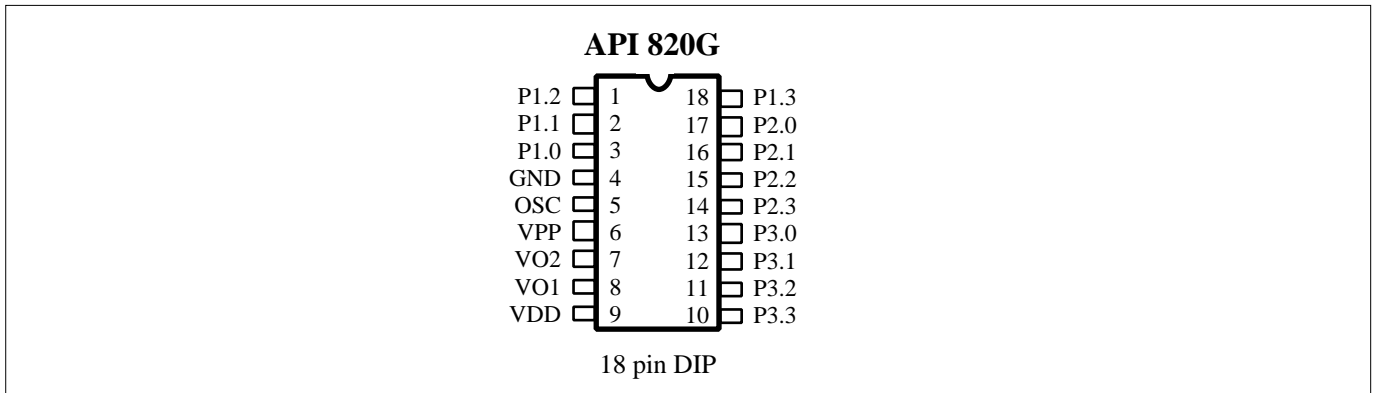 API 820G
P1.2 1 18 P1.3
P1.1 2 17 P2.0
P1.0 3 16 P2.1
GND 4 15 P2.2
OSC 5 14 P2.3
VPP 6 13 P3.0
VO2 7 12 P3.1
VO1 8 11 P3.2
VDD 9 10 P3.3
18 pin DIP